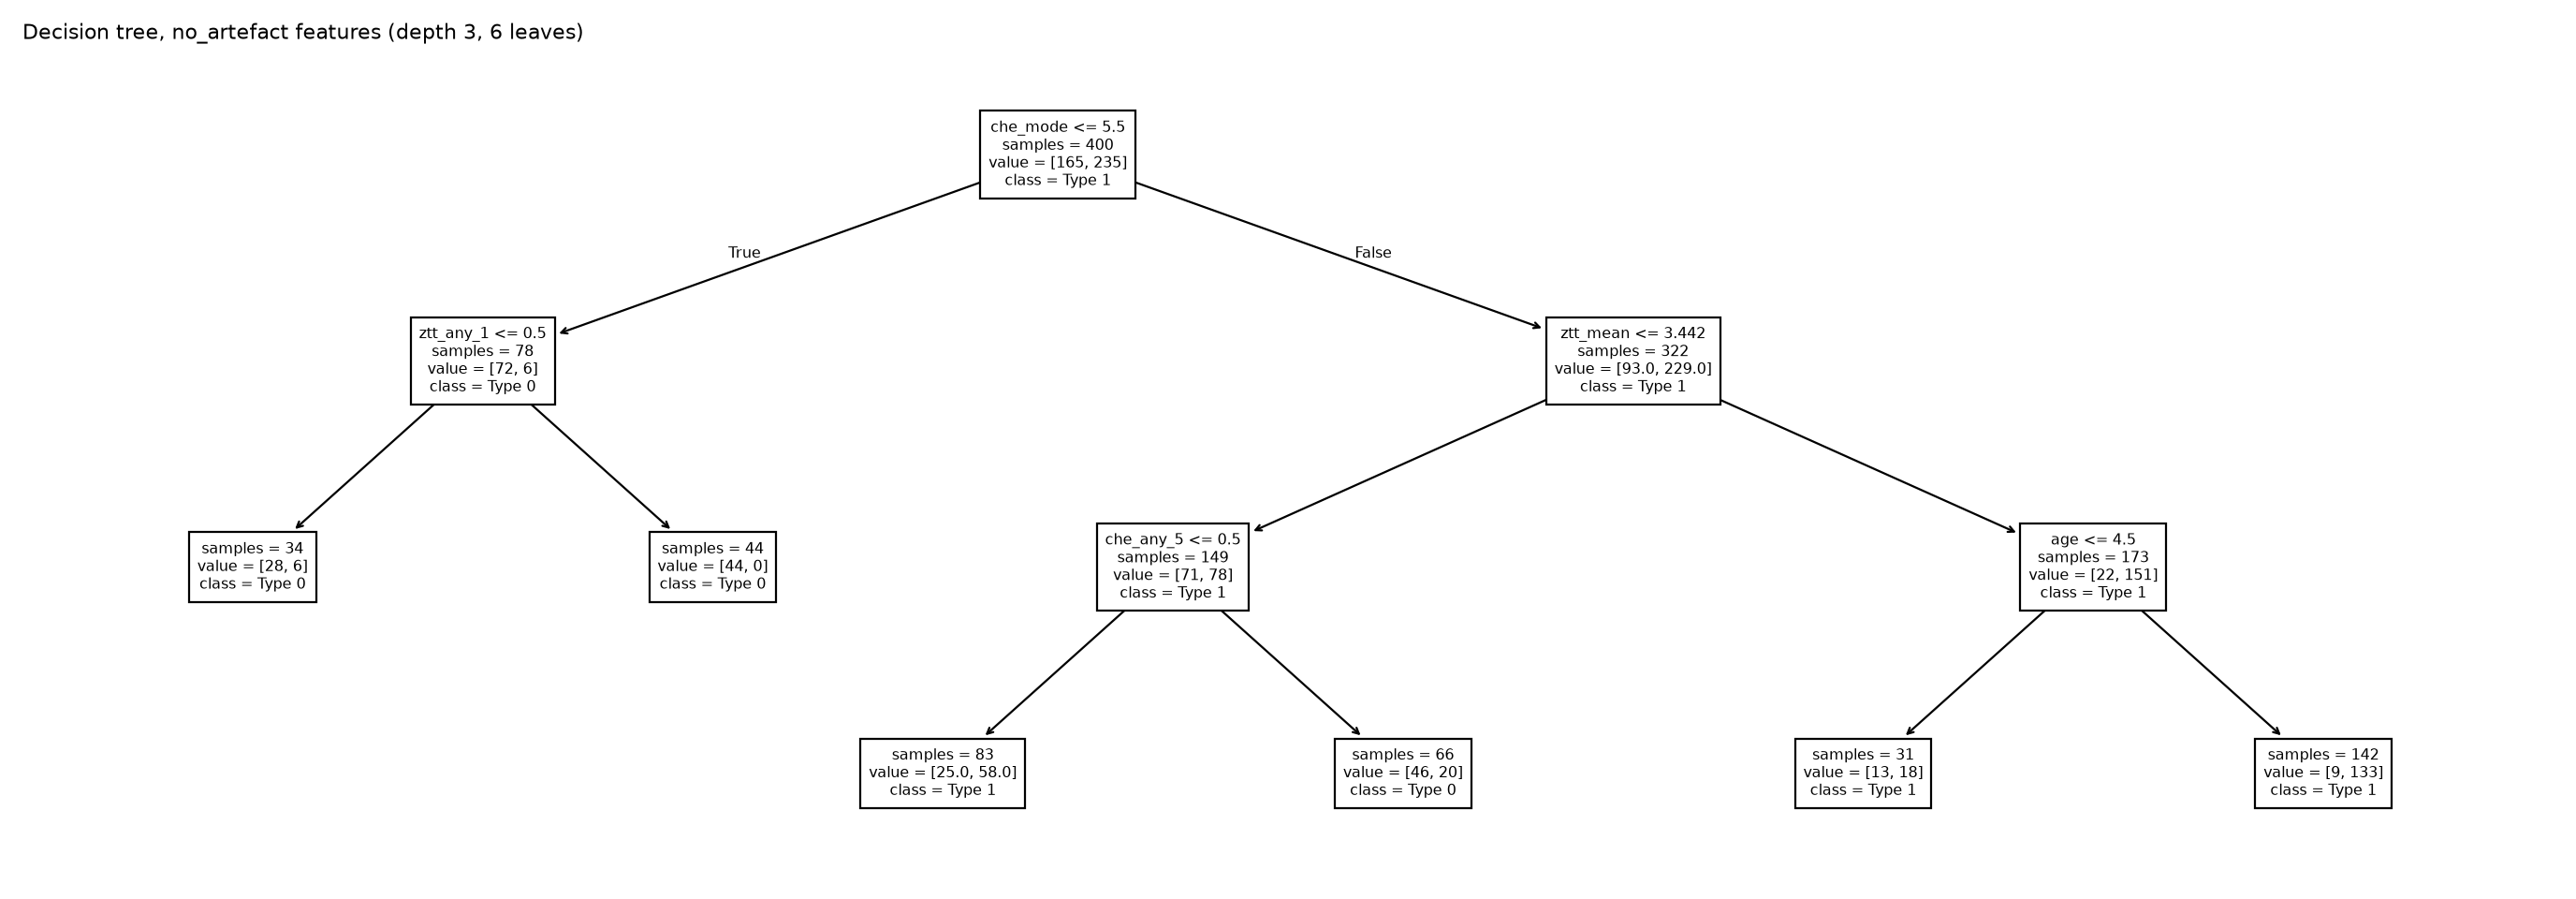 Decision tree, no_artefact features (depth 3, 6 leaves)
che_mode <= 5.5
samples = 400
value = [165, 235]
class = Type 1
True
False
ztt_any_1 <= 0.5
samples = 78
value = [72, 6]
class = Type 0
ztt_mean <= 3.442
samples = 322
value = [93.0, 229.0]
class = Type 1
samples = 34
value = [28, 6]
class = Type 0
samples = 44
value = [44, 0]
class = Type 0
che_any_5 <= 0.5
samples = 149
value = [71, 78]
class = Type 1
age <= 4.5
samples = 173
value = [22, 151]
class = Type 1
samples = 83
value = [25.0, 58.0]
class = Type 1
samples = 66
value = [46, 20]
class = Type 0
samples = 31
value = [13, 18]
class = Type 1
samples = 142
value = [9, 133]
class = Type 1